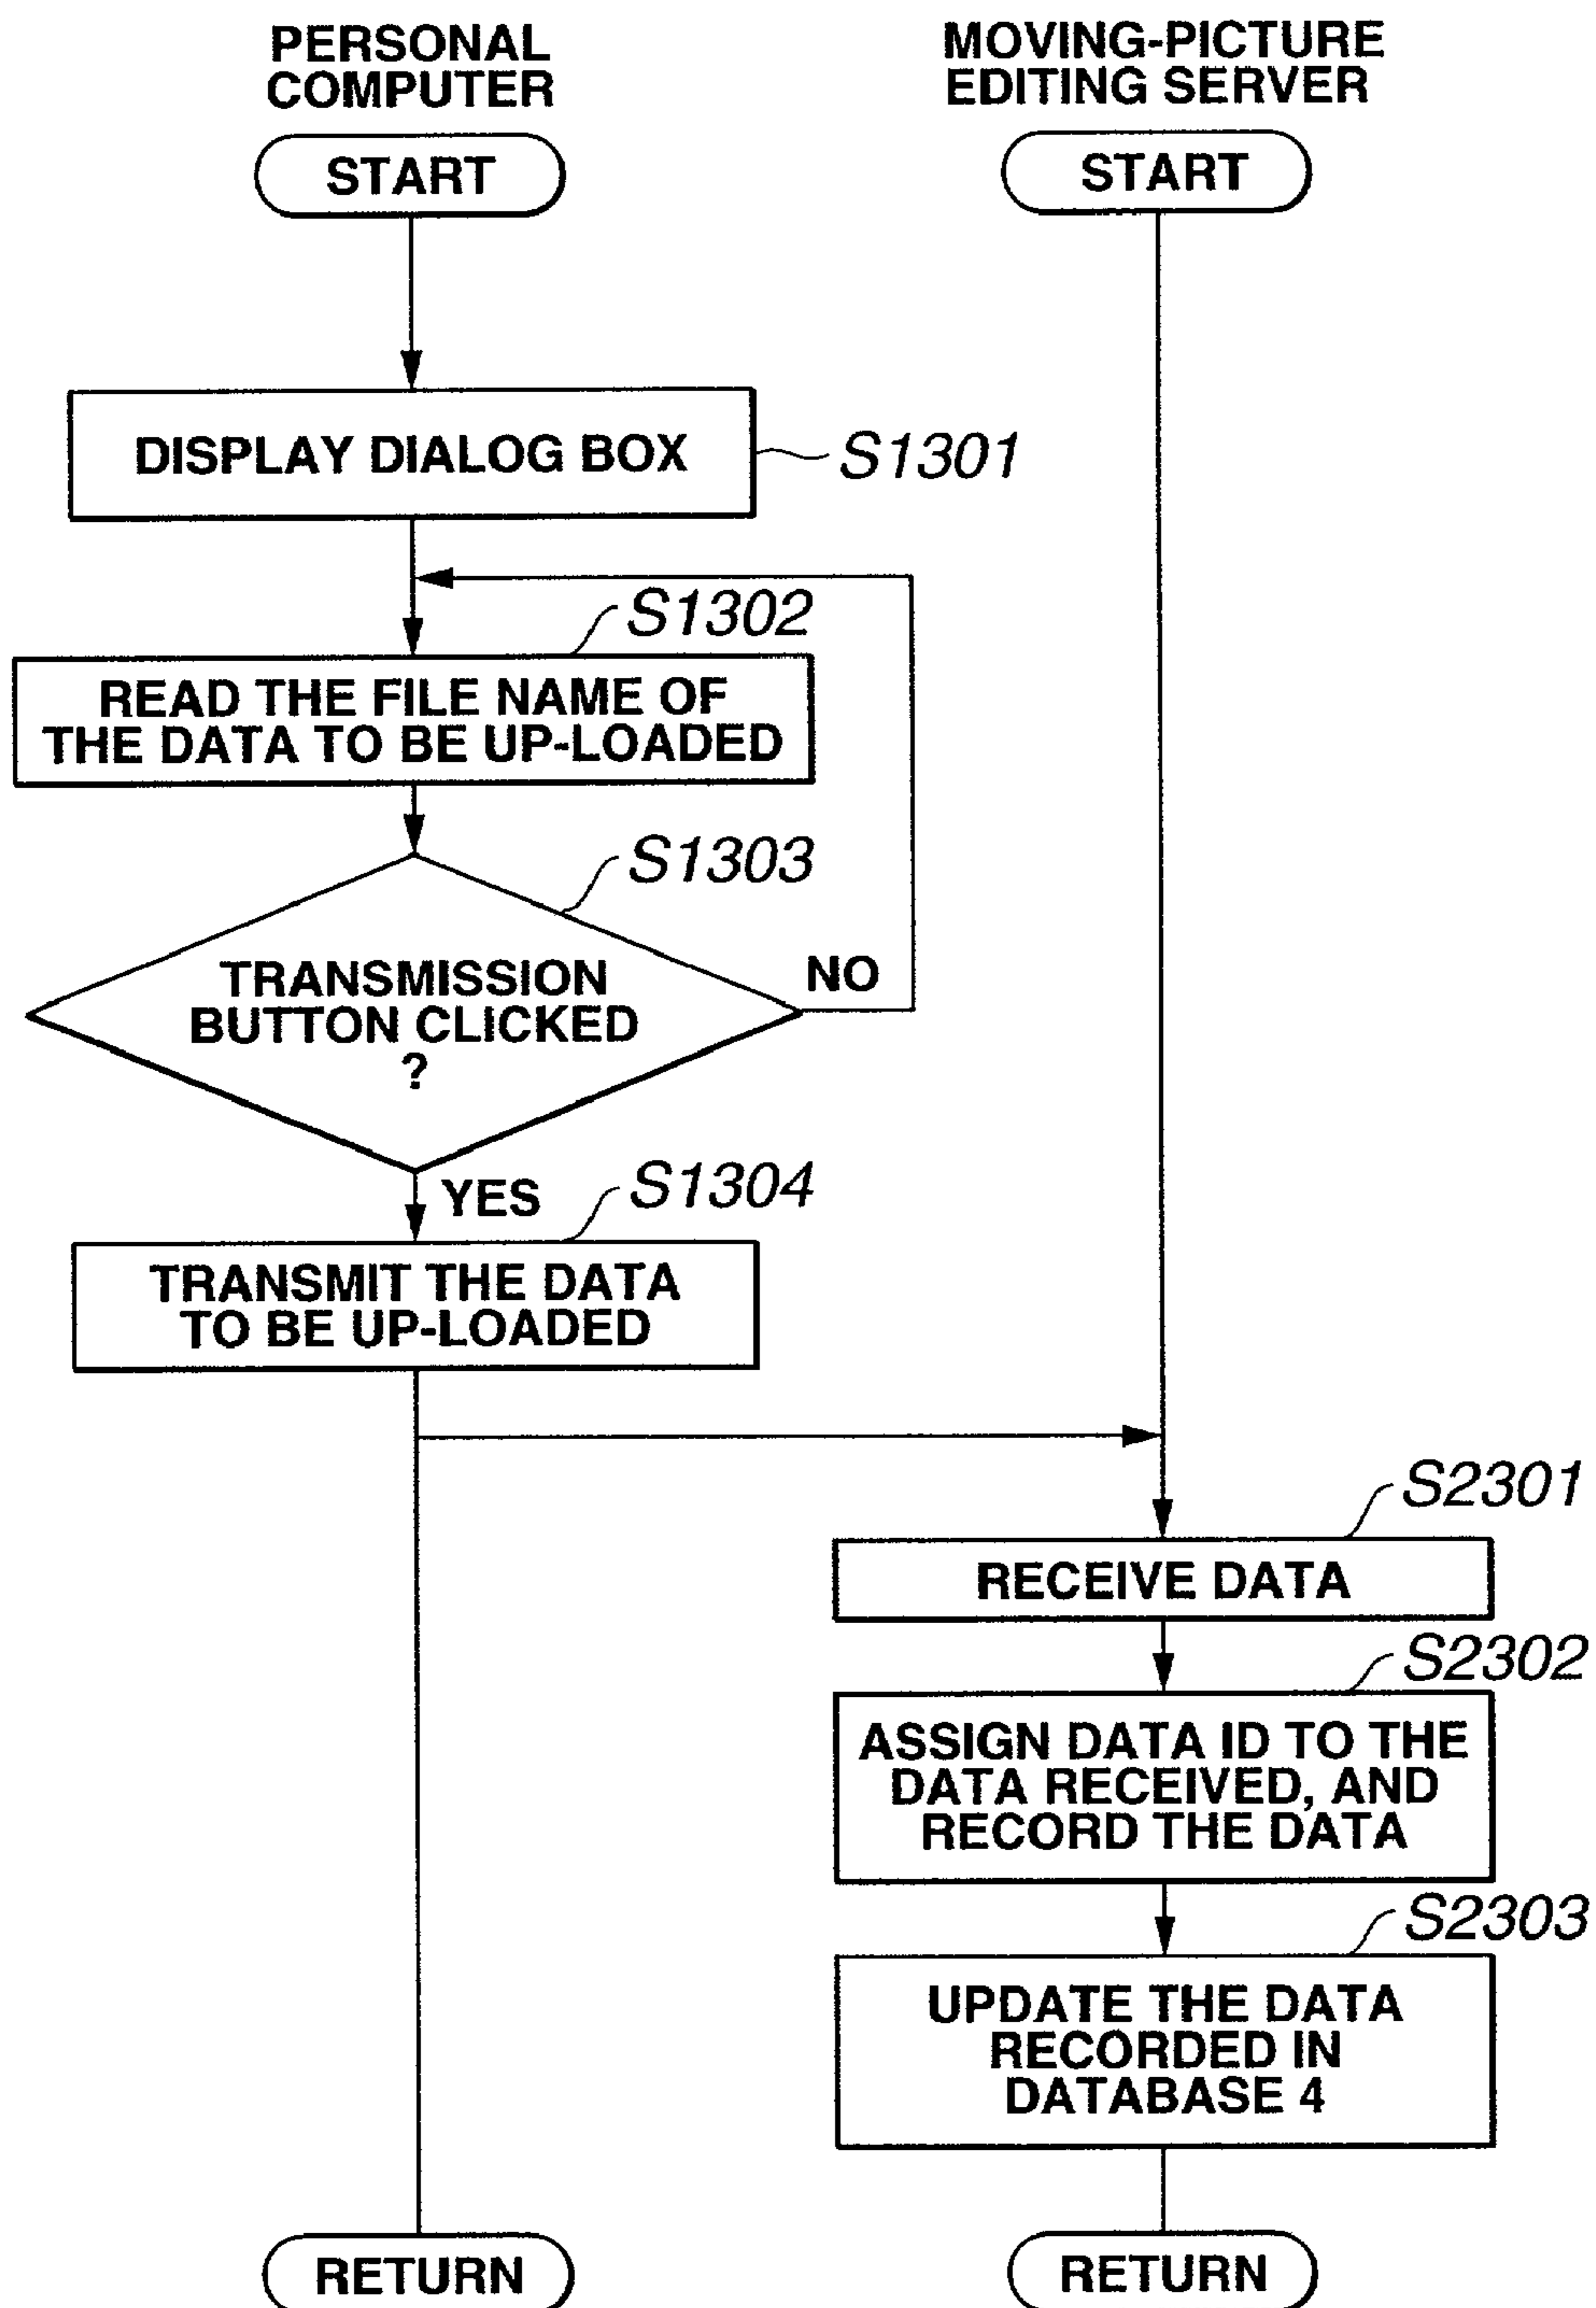 PERSONAL
COMPUTER
START
DISPLAY DIALOG BOX
S1301
S1302
READ THE FILE NAME OF
THE DATA TO BE UP-LOADED
S1303
TRANSMISSION
BUTTON CLICKED
?
NO
YES
S1304
TRANSMIT THE DATA
TO BE UP-LOADED
RETURN
MOVING-PICTURE
EDITING SERVER
START
S2301
RECEIVE DATA
S2302
ASSIGN DATA ID TO THE
DATA RECEIVED, AND
RECORD THE DATA
S2303
UPDATE THE DATA
RECORDED IN
DATABASE 4
RETURN